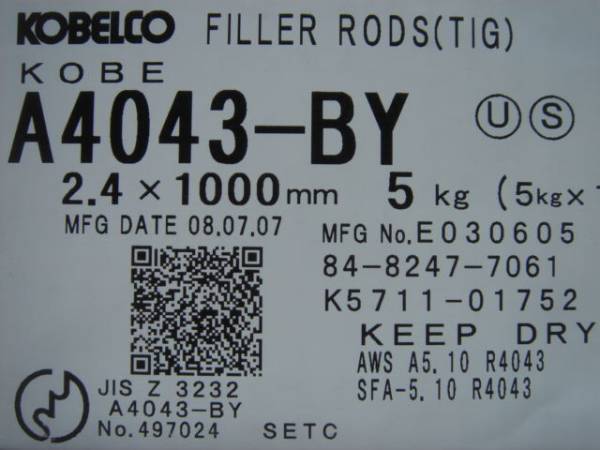 KOBELCO FILLER RODS(TIG)
KOBE
A4043-BY Ⓤ Ⓢ
2.4×1000mm 5 kg (5kg×
MFG DATE 08.07.07
MFG No.E030605
84-8247-7061
K5711-01752
KEEP DRY
AWS A5.10 R4043
SFA-5.10 R4043
JIS Z 3232
A4043-BY
No.497024 SETC